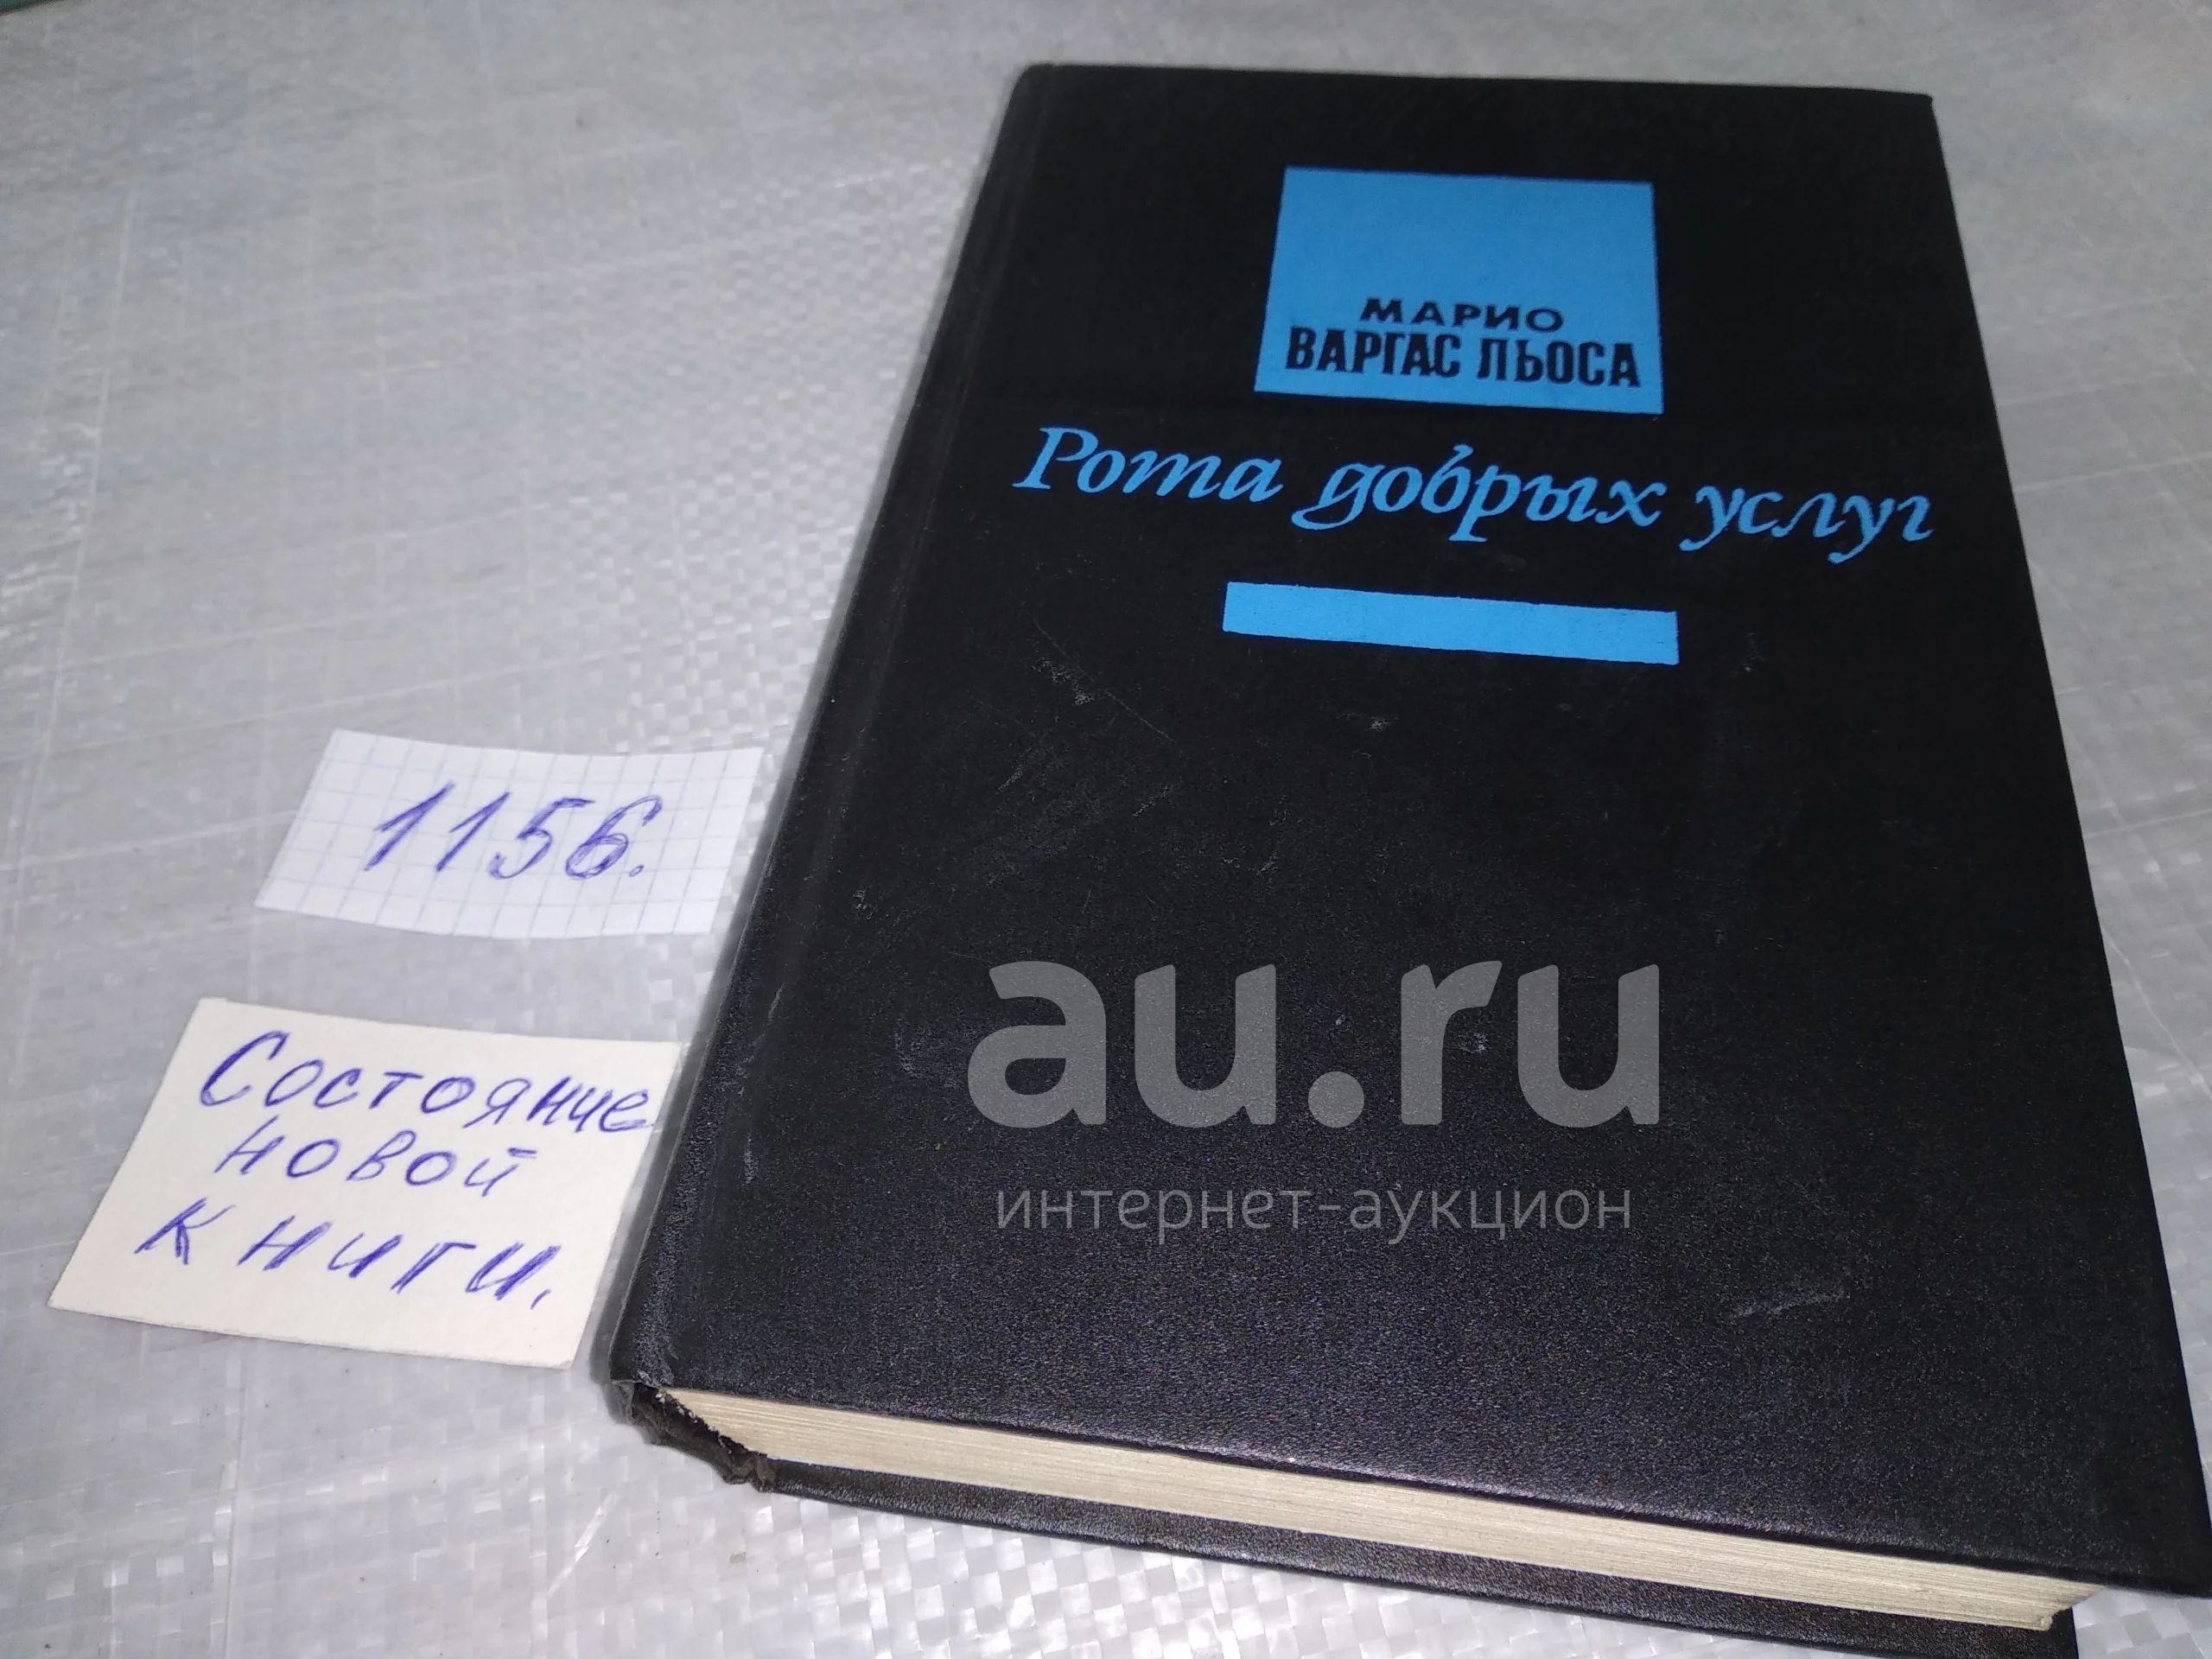 МАРИО
ВАРГАС ЛЬОСА
Рота добрых услуг
1156.
Состояние
новой
книги.
au.ru
интернет-аукцион